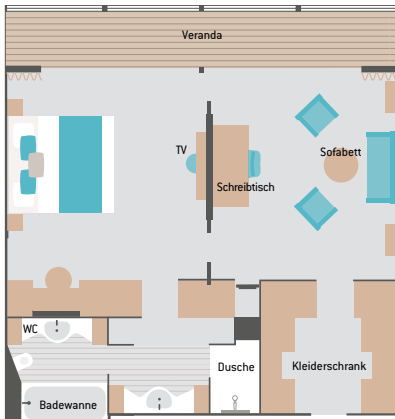 Veranda
TV
Sofabett
Schreibtisch
WC
Dusche
Kleiderschrank
Badewanne